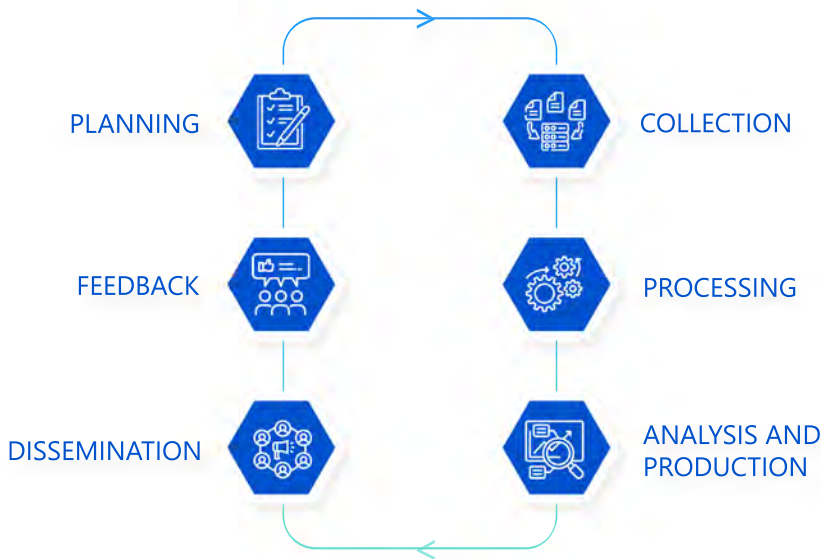 PLANNING
COLLECTION
FEEDBACK
PROCESSING
DISSEMINATION
ANALYSIS AND
PRODUCTION